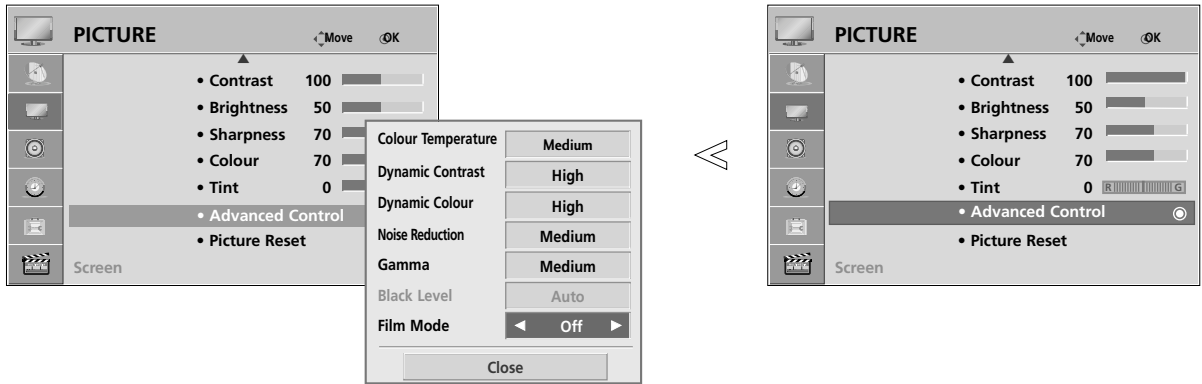 PICTURE Move OK
• Contrast 100
• Brightness 50
• Sharpness 70
• Colour 70
• Tint 0
• Advanced Control
• Picture Reset
Screen
Colour Temperature Medium
Dynamic Contrast High
Dynamic Colour High
Noise Reduction Medium
Gamma Medium
Black Level Auto
Film Mode ◀ Off ▶
Close
PICTURE Move OK
• Contrast 100
• Brightness 50
• Sharpness 70
• Colour 70
• Tint 0 R G
• Advanced Control
• Picture Reset
Screen